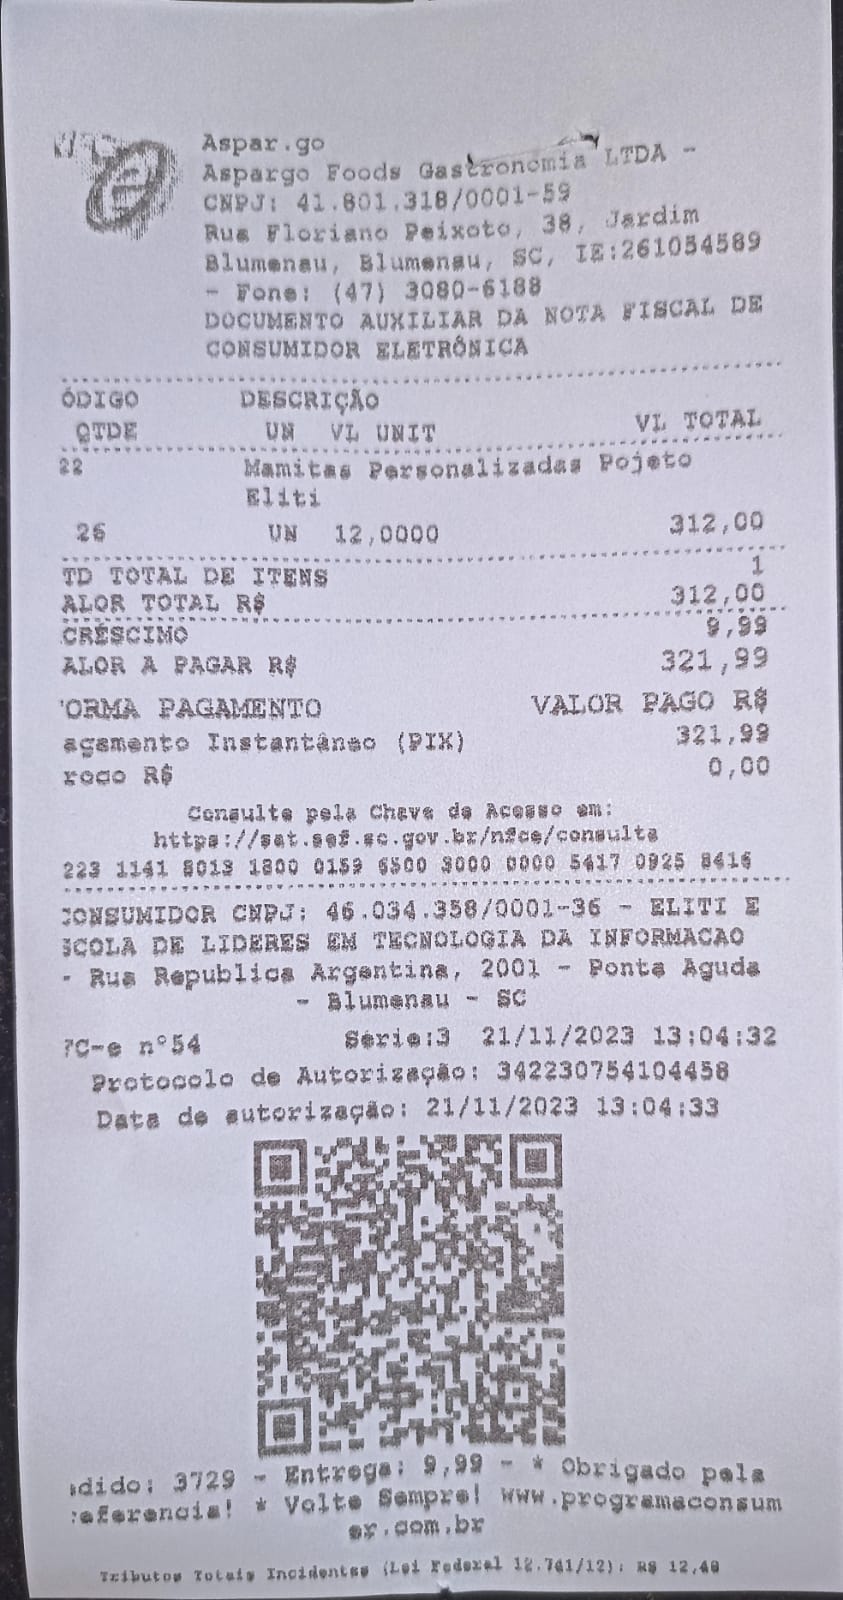 Aspar.go
Aspargo Foods Gastronomia LTDA -
CNPJ: 41.801.318/0001-59
Rua Floriano Peixoto, 38, Jardim
Blumenau, Blumenau, SC, IE:261054589
- Fone: (47) 3080-6188
DOCUMENTO AUXILIAR DA NOTA FISCAL DE
CONSUMIDOR ELETRÔNICA
ÓDIGO DESCRIÇÃO
QTDE UN VL UNIT VL TOTAL
22 Mamitas Personalizadas Pojeto
Eliti
26 UN 12,0000 312,00
TD TOTAL DE ITENS 1
ALOR TOTAL R$ 312,00
CRÉSCIMO 9,99
ALOR A PAGAR R$ 321,99
ORMA PAGAMENTO VALOR PAGO R$
agamento Instantâneo (PIX) 321,99
roco R$ 0,00
Consulte pela Chave de Acesso em:
https://sat.sef.sc.gov.br/nfce/consulta
223 1141 8013 1800 0159 6500 3000 0000 5417 0925 8416
CONSUMIDOR CNPJ: 46.034.358/0001-36 - ELITI E
SCOLA DE LIDERES EM TECNOLOGIA DA INFORMACAO
- Rua Republica Argentina, 2001 - Ponta Aguda
- Blumenau - SC
FC-e nº54 Série:3 21/11/2023 13:04:32
Protocolo de Autorização: 342230754104458
Data de autorização: 21/11/2023 13:04:33
dido: 3729 - Entrega: 9,99 - * Obrigado pela
referencia! * Volte Sempre! www.programaconsum
er.com.br
Tributos Totais Incidentes (Lei Federal 12.741/12): R$ 12,48